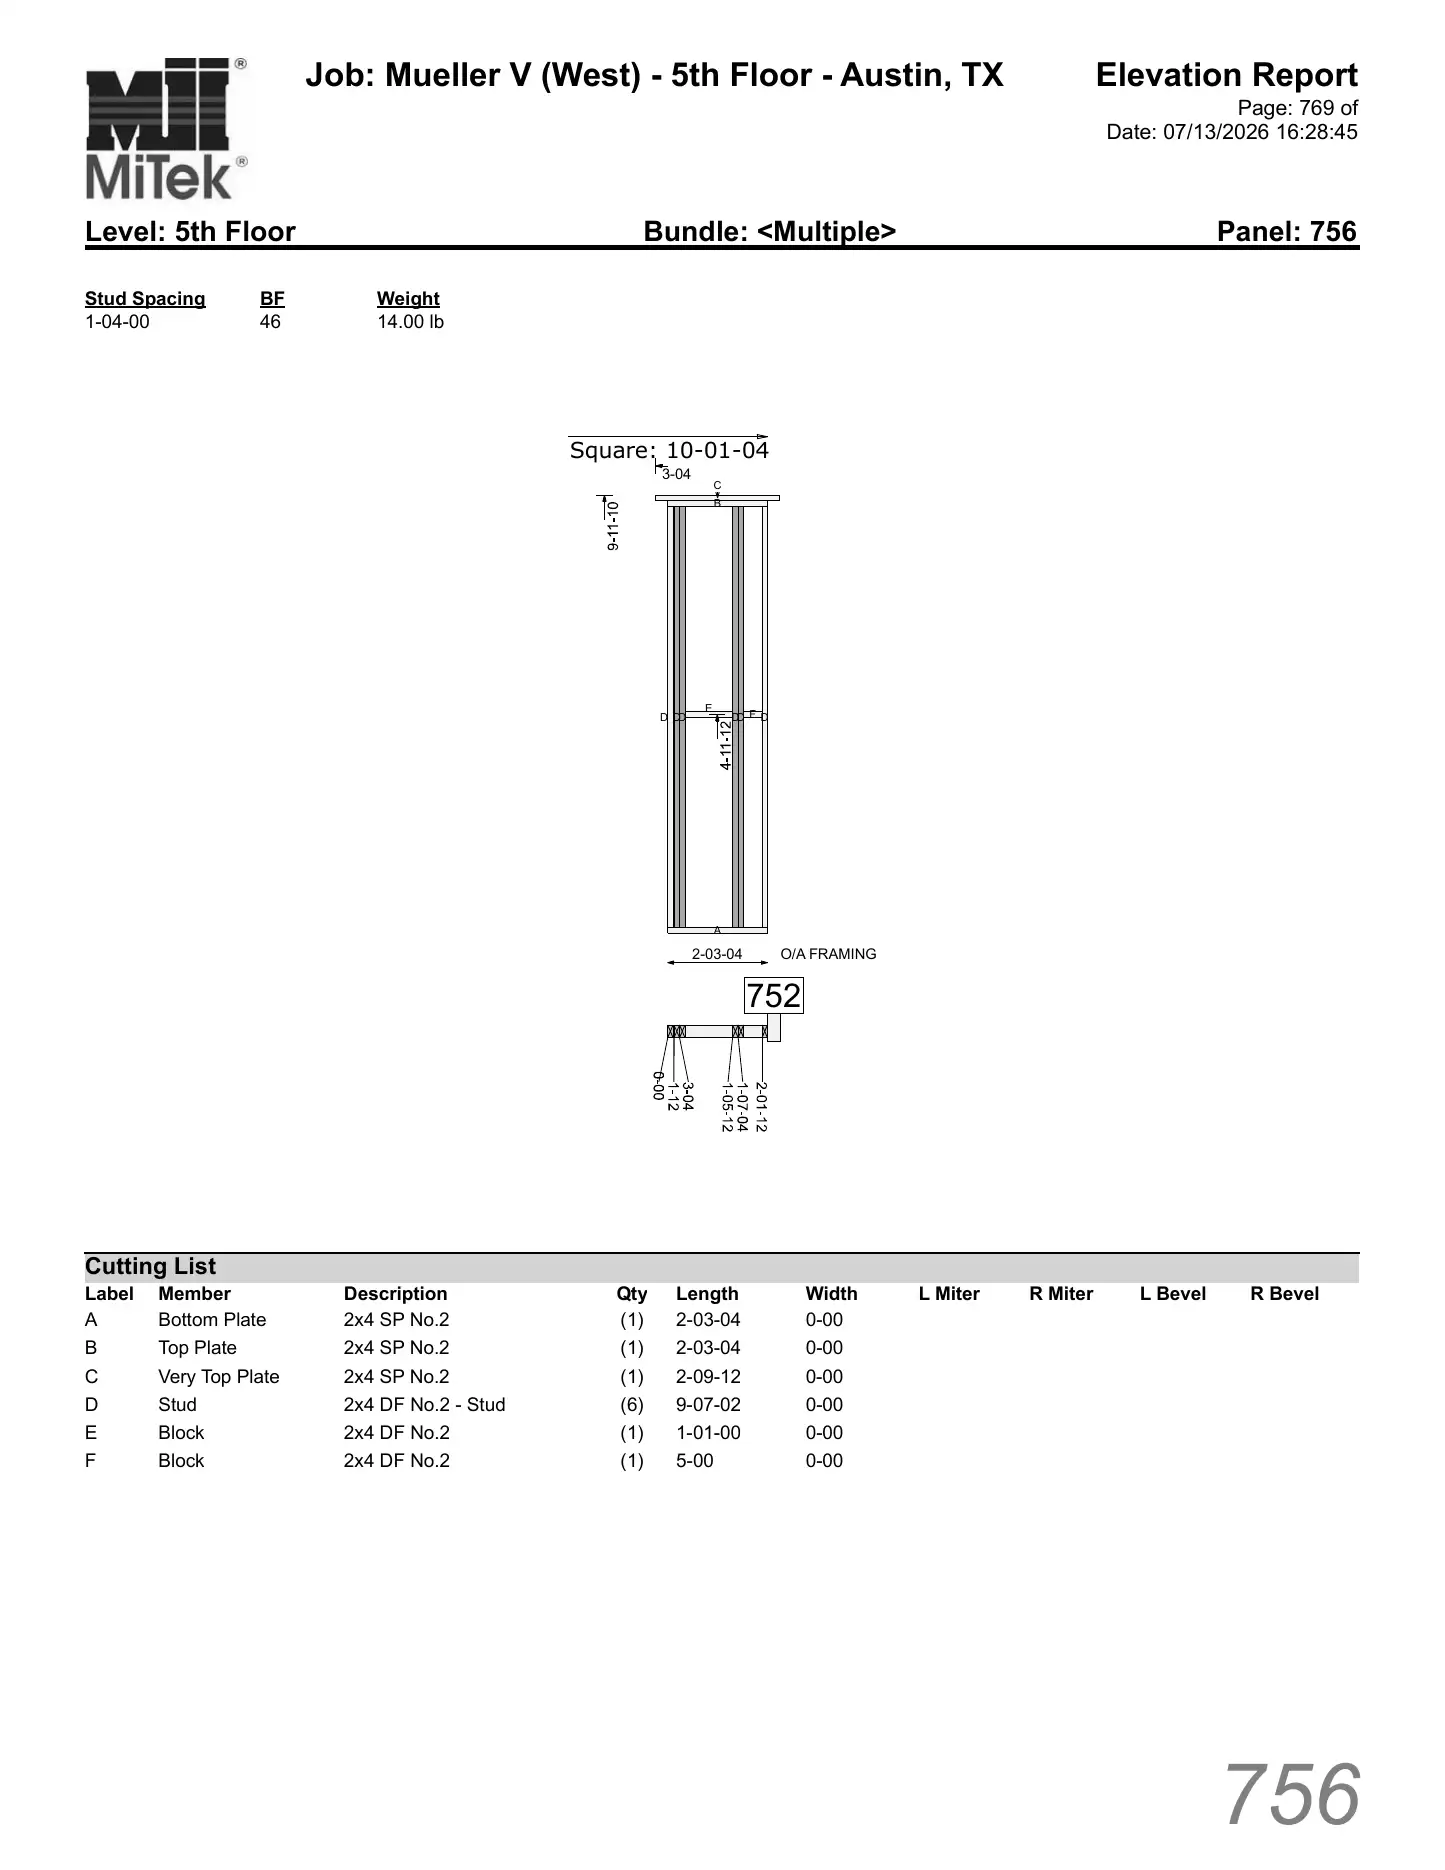 Job: Mueller V (West) - 5th Floor - Austin, TX
Elevation Report
Page: 769 of
Date: 07/13/2026 16:28:45
MiTek®
Level: 5th Floor Bundle: <Multiple> Panel: 756
Stud Spacing BF Weight
1-04-00 46 14.00 lb
Square: 10-01-04
3-04
C
B
9-11-10
E
D D D D D F D
4-11-12
A
2-03-04 O/A FRAMING
752
0-00
1-12
3-04
1-05-12
1-07-04
2-01-12
Cutting List
Label Member Description Qty Length Width L Miter R Miter L Bevel R Bevel
A Bottom Plate 2x4 SP No.2 (1) 2-03-04 0-00
B Top Plate 2x4 SP No.2 (1) 2-03-04 0-00
C Very Top Plate 2x4 SP No.2 (1) 2-09-12 0-00
D Stud 2x4 DF No.2 - Stud (6) 9-07-02 0-00
E Block 2x4 DF No.2 (1) 1-01-00 0-00
F Block 2x4 DF No.2 (1) 5-00 0-00
756